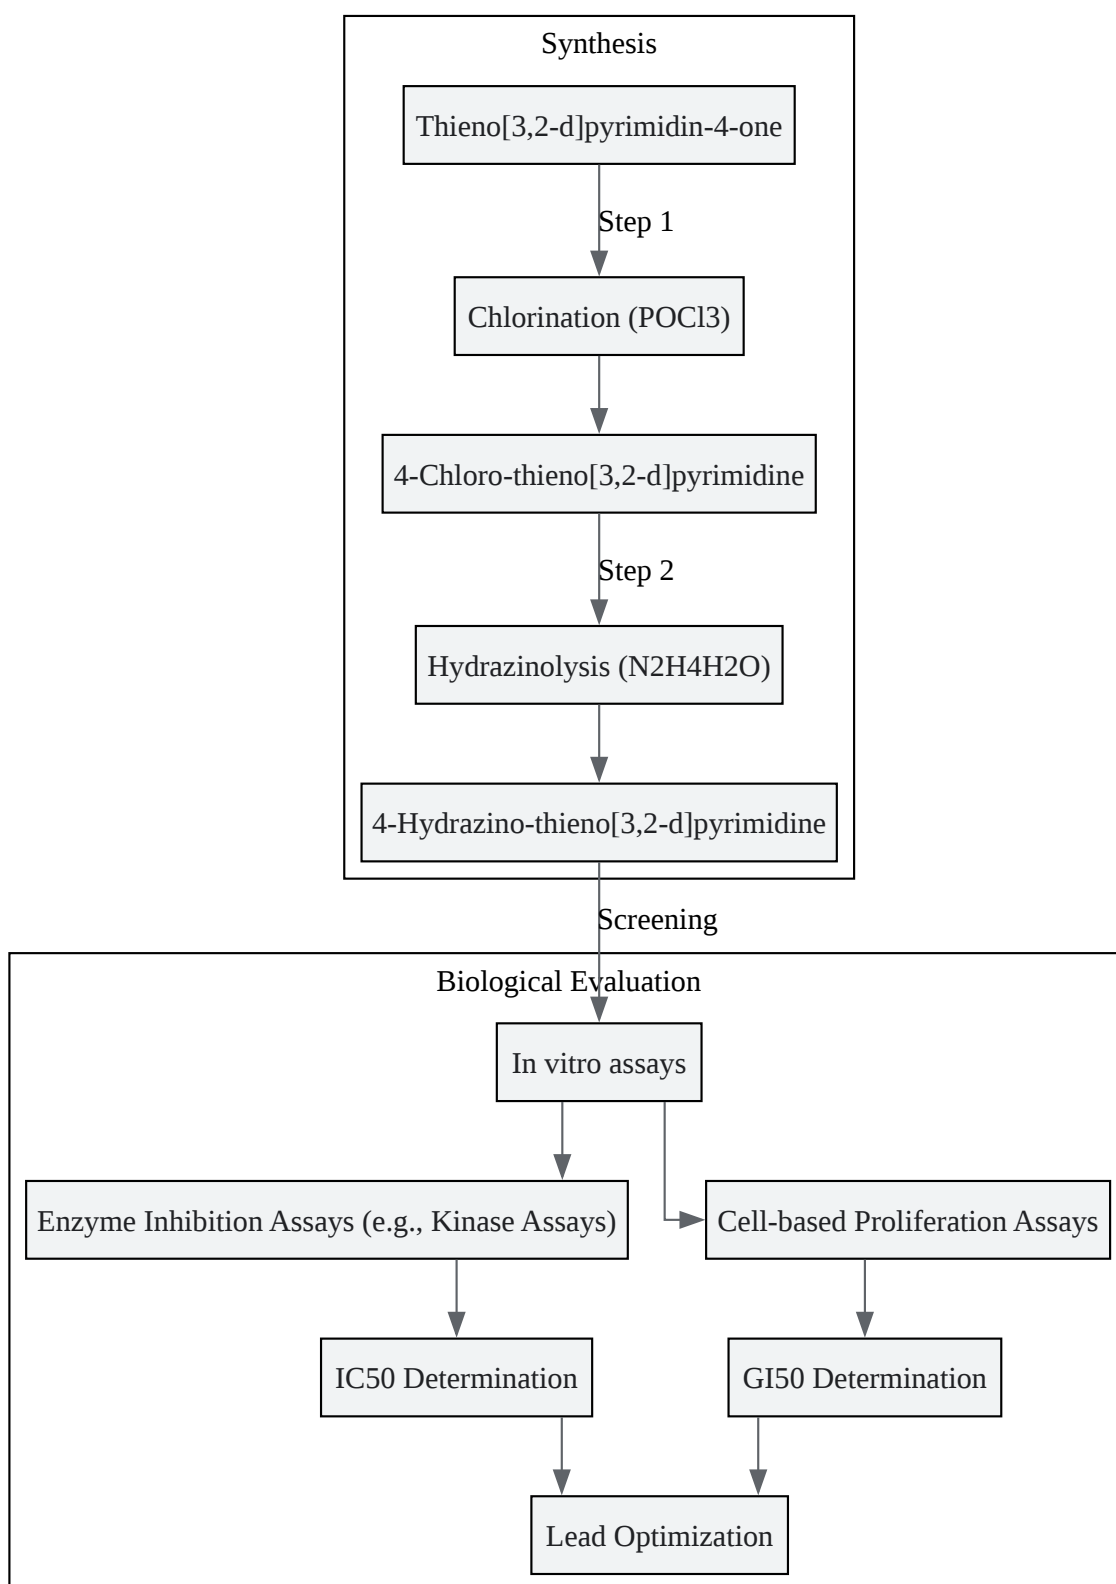 Synthesis
Thieno[3,2-d]pyrimidin-4-one
Step 1
Chlorination (POCl3)
4-Chloro-thieno[3,2-d]pyrimidine
Step 2
Hydrazinolysis (N2H4H2O)
4-Hydrazino-thieno[3,2-d]pyrimidine
Screening
Biological Evaluation
In vitro assays
Enzyme Inhibition Assays (e.g., Kinase Assays)
Cell-based Proliferation Assays
IC50 Determination
GI50 Determination
Lead Optimization